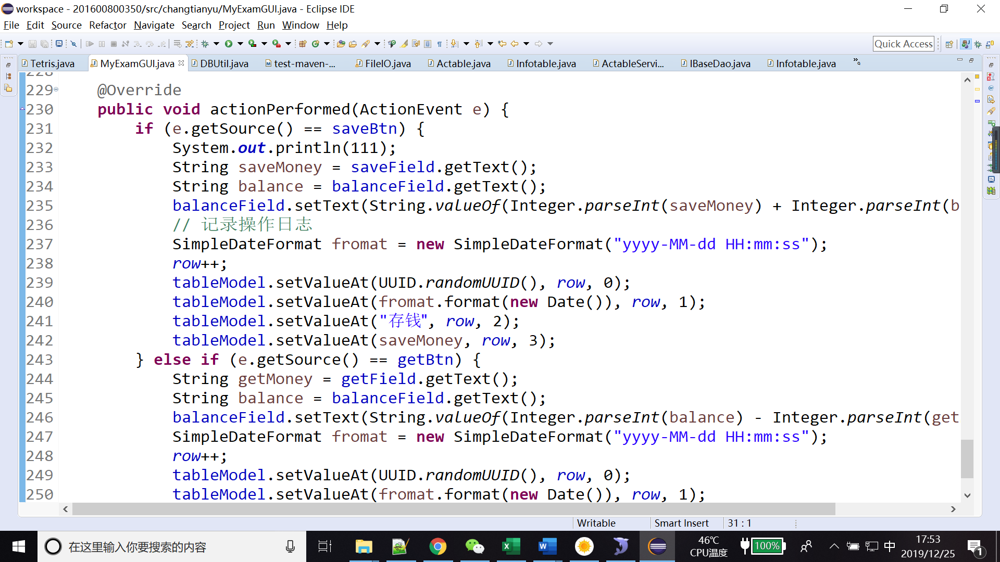 workspace - 201600800350/src/changtianyu/MyExamGUI.java - Eclipse IDE
File Edit Source Refactor Navigate Search Project Run Window Help
Quick Access
Tetris.java MyExamGUI.java DBUtil.java test-maven-... FileIO.java Actable.java Infotable.java ActableServi... IBaseDao.java Infotable.java
228
229 @Override
230 public void actionPerformed(ActionEvent e) {
231 if (e.getSource() == saveBtn) {
232 System.out.println(111);
233 String saveMoney = saveField.getText();
234 String balance = balanceField.getText();
235 balanceField.setText(String.valueOf(Integer.parseInt(saveMoney) + Integer.parseInt(b
236 // 记录操作日志
237 SimpleDateFormat fromat = new SimpleDateFormat("yyyy-MM-dd HH:mm:ss");
238 row++;
239 tableModel.setValueAt(UUID.randomUUID(), row, 0);
240 tableModel.setValueAt(fromat.format(new Date()), row, 1);
241 tableModel.setValueAt("存钱", row, 2);
242 tableModel.setValueAt(saveMoney, row, 3);
243 } else if (e.getSource() == getBtn) {
244 String getMoney = getField.getText();
245 String balance = balanceField.getText();
246 balanceField.setText(String.valueOf(Integer.parseInt(balance) - Integer.parseInt(get
247 SimpleDateFormat fromat = new SimpleDateFormat("yyyy-MM-dd HH:mm:ss");
248 row++;
249 tableModel.setValueAt(UUID.randomUUID(), row, 0);
250 tableModel.setValueAt(fromat.format(new Date()), row, 1);
Writable Smart Insert 31 : 1
在这里输入你要搜索的内容
46℃
CPU温度
100%
中
17:53
2019/12/25
1